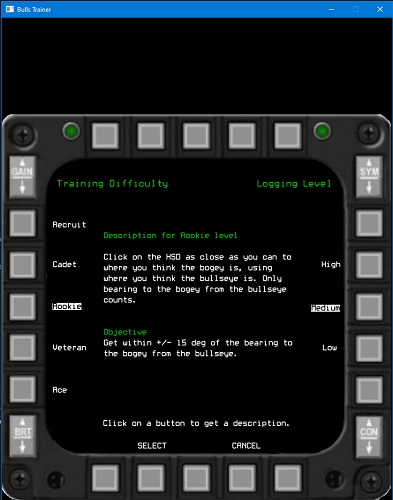 Bulls Trainer
GAIN
SYM
Training Difficulty
Logging Level
Recruit
Description for Rookie level
Click on the HSD as close as you can to
Cadet
where you think the bogey is, using
High
where you think the bullseye is. Only
bearing to the bogey from the bullseye
counts.
Rookie
Medium
Objective
Get within +/- 15 deg of the bearing to
Veteran
the bogey from the bullseye.
Low
Ace
Click on a button to get a description.
BRT
CON
SELECT
CANCEL